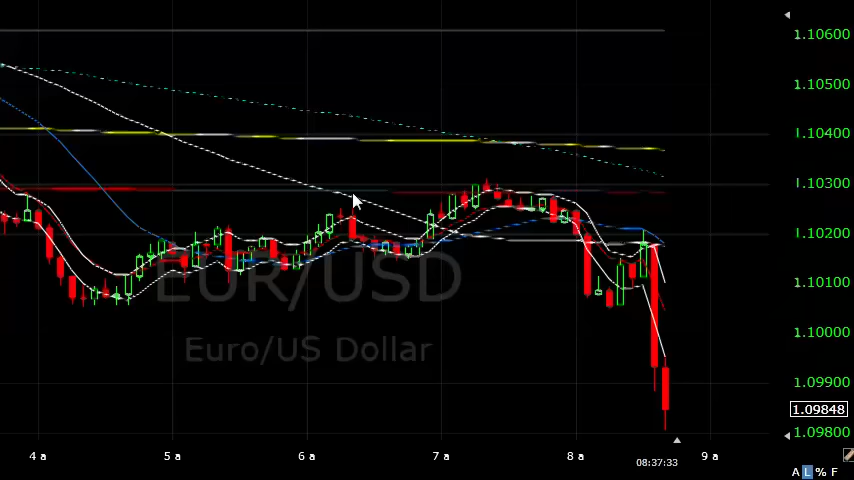 1.10600
1.10500
1.10400
1.10300
1.10200
1.10100
1.10000
1.09900
1.09848
1.09800
EUR/USD
Euro/US Dollar
4 a 5 a 6 a 7 a 8 a 9 a
08:37:33
A L % F